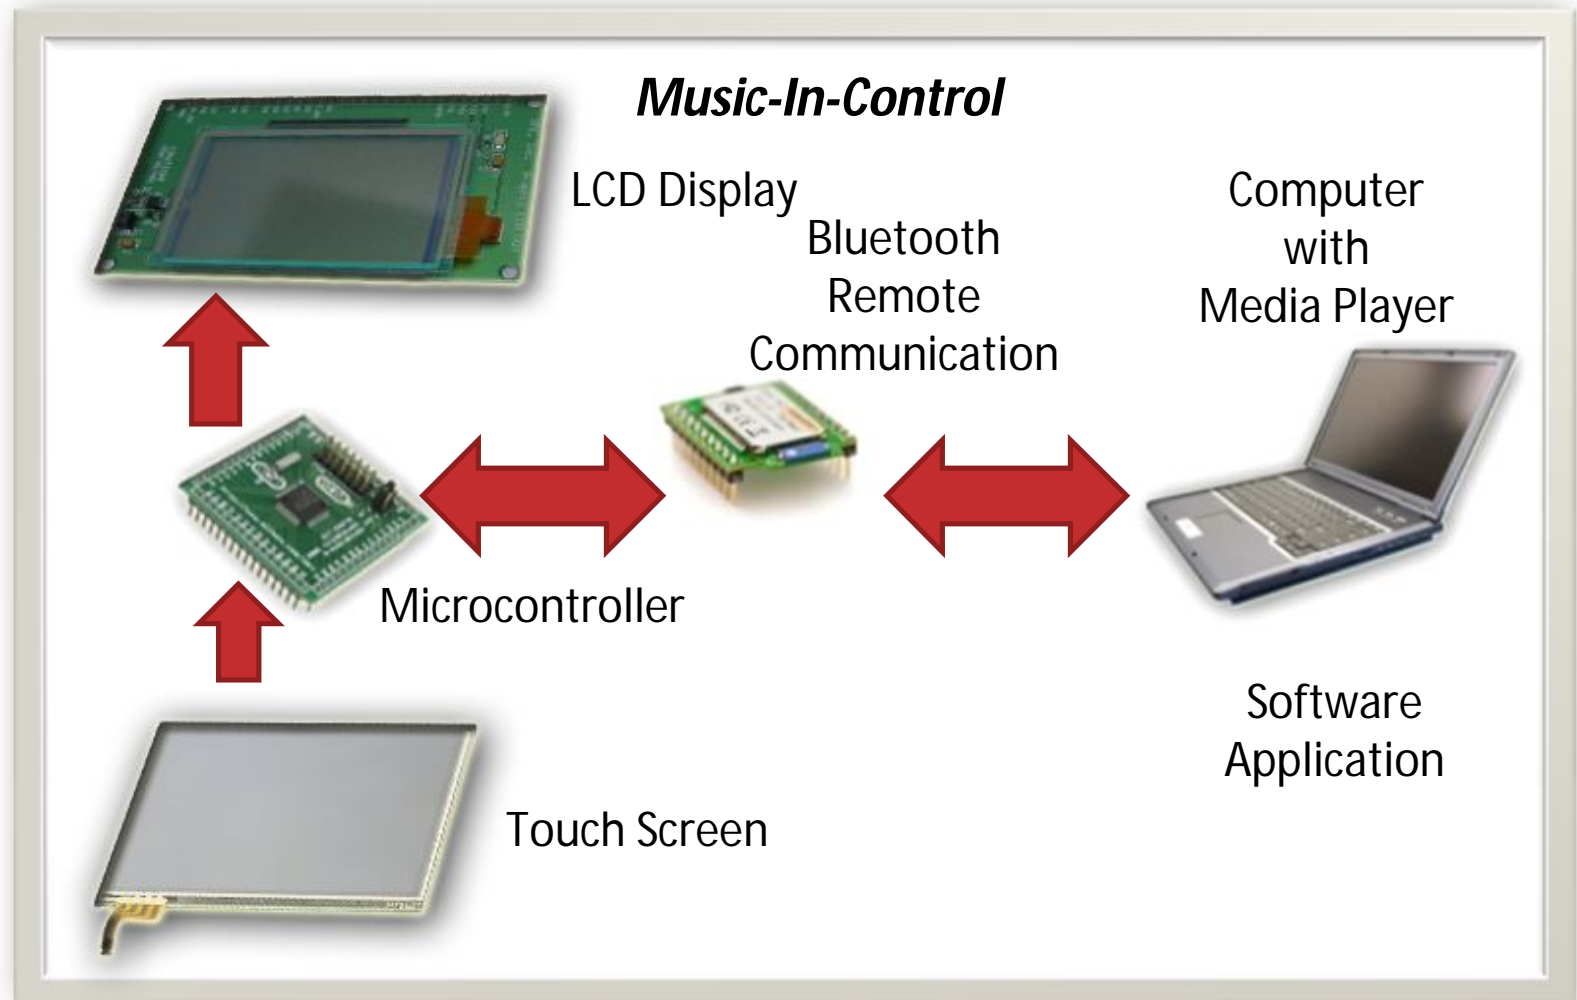 Music-In-Control
LCD Display
Bluetooth
Remote
Communication
Computer
with
Media Player
Microcontroller
Software
Application
Touch Screen